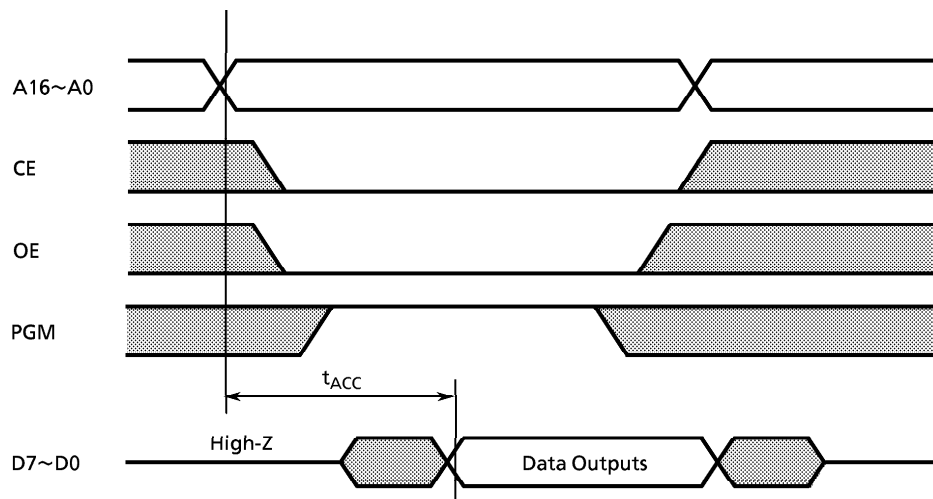 A16~A0
CE
OE
PGM
tACC
High-Z
D7~D0
Data Outputs